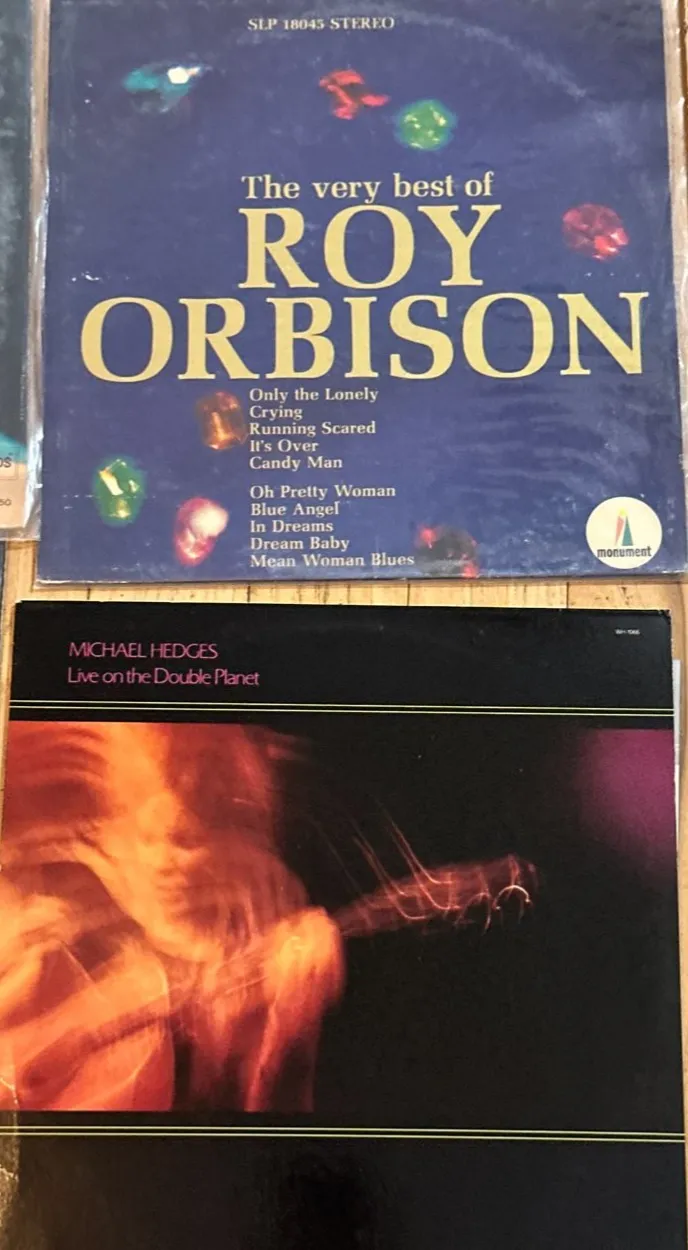 SLP 18045 STEREO
The very best of
ROY
ORBISON
Only the Lonely
Crying
Running Scared
It's Over
Candy Man
Oh Pretty Woman
Blue Angel
In Dreams
Dream Baby
Mean Woman Blues
monument
MICHAEL HEDGES
Live on the Double Planet